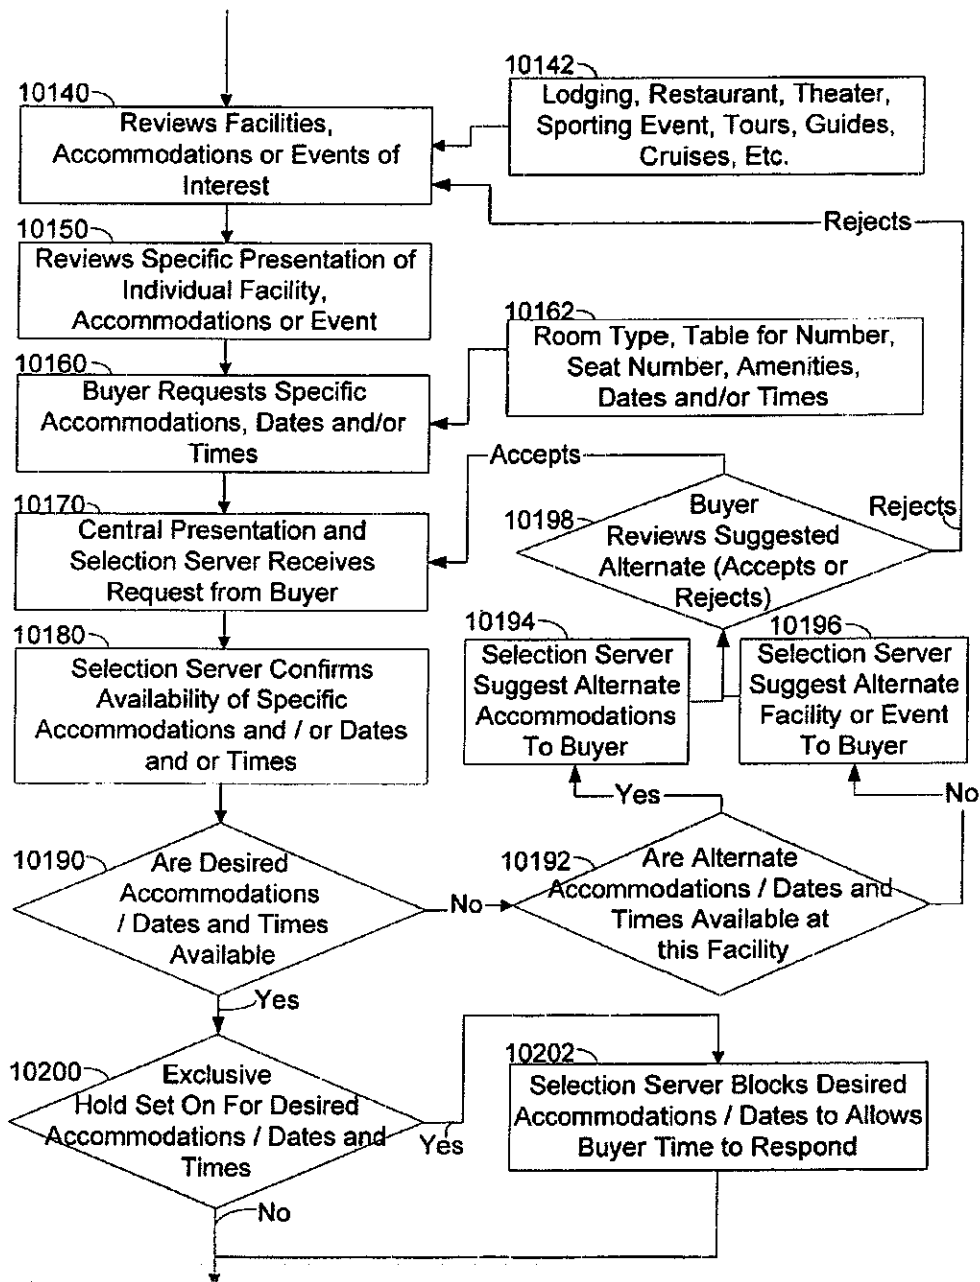 10140
Reviews Facilities,
Accommodations or Events of
Interest
10142
Lodging, Restaurant, Theater,
Sporting Event, Tours, Guides,
Cruises, Etc.
Rejects
10150
Reviews Specific Presentation of
Individual Facility,
Accommodations or Event
10162
Room Type, Table for Number,
Seat Number, Amenities,
Dates and/or Times
10160
Buyer Requests Specific
Accommodations, Dates and/or
Times
Accepts
10170
Central Presentation and
Selection Server Receives
Request from Buyer
10198
Buyer
Reviews Suggested
Alternate (Accepts or
Rejects)
Rejects
10180
Selection Server Confirms
Availability of Specific
Accommodations and / or Dates
and or Times
10194
Selection Server
Suggest Alternate
Accommodations
To Buyer
10196
Selection Server
Suggest Alternate
Facility or Event
To Buyer
Yes
No
10190
Are Desired
Accommodations
/ Dates and Times
Available
No
10192
Are Alternate
Accommodations / Dates and
Times Available at
this Facility
Yes
10200
Exclusive
Hold Set On For Desired
Accommodations / Dates and
Times
Yes
10202
Selection Server Blocks Desired
Accommodations / Dates to Allows
Buyer Time to Respond
No